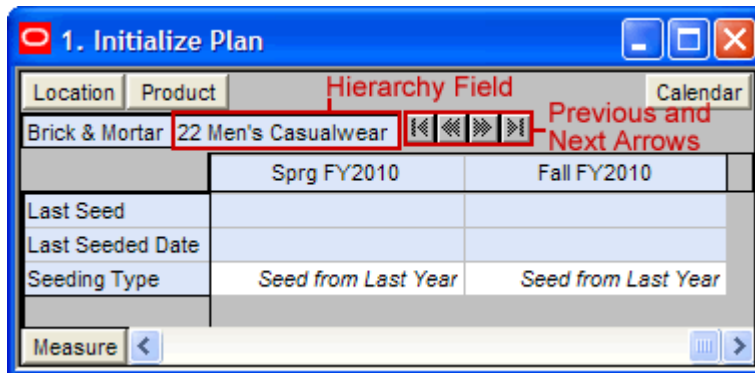 1. Initialize Plan
Location Product Hierarchy Field Calendar
Brick & Mortar 22 Men's Casualwear Previous and Next Arrows
Sprg FY2010 Fall FY2010
Last Seed
Last Seeded Date
Seeding Type Seed from Last Year Seed from Last Year
Measure